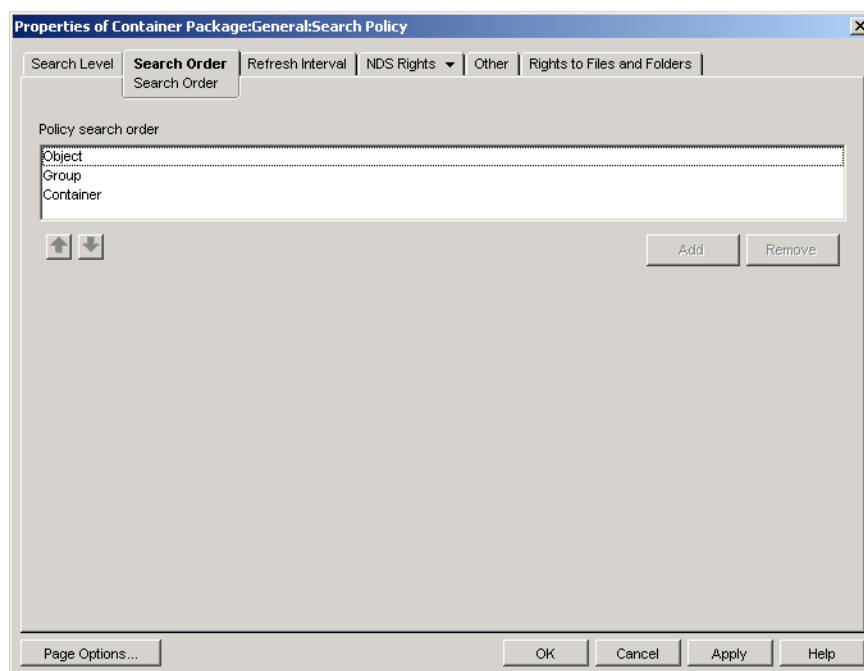 Properties of Container Package:General:Search Policy
Search Level Search Order Refresh Interval NDS Rights Other Rights to Files and Folders
Search Order
Policy search order
Object
Group
Container
Add Remove
Page Options... OK Cancel Apply Help